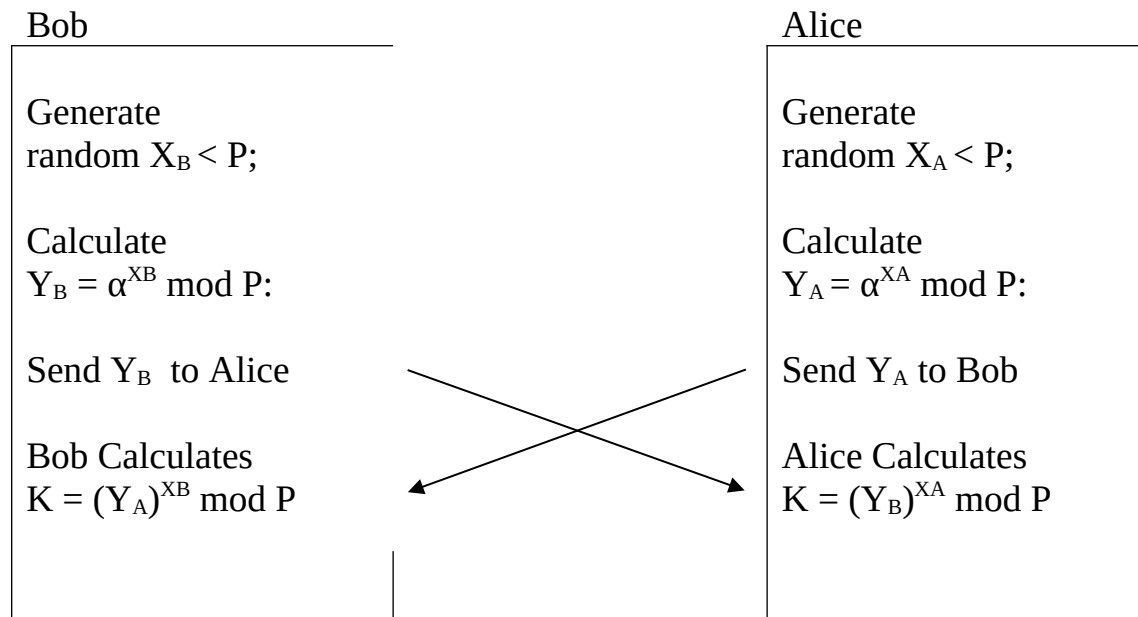 Bob
Generate
random X_B < P;
Calculate
Y_B = α^XB mod P:
Send Y_B to Alice
Bob Calculates
K = (Y_A)^XB mod P
Alice
Generate
random X_A < P;
Calculate
Y_A = α^XA mod P:
Send Y_A to Bob
Alice Calculates
K = (Y_B)^XA mod P